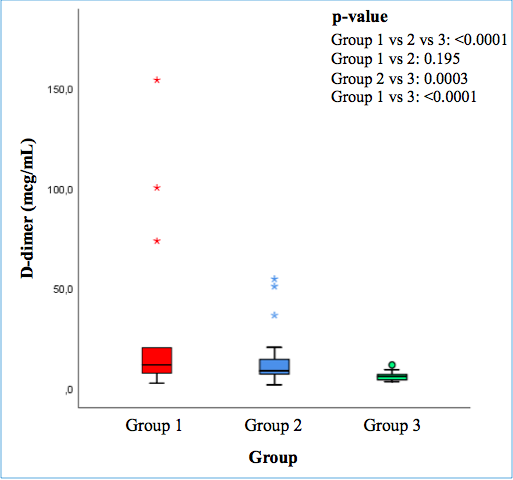 p-value
Group 1 vs 2 vs 3: <0.0001
Group 1 vs 2: 0.195
Group 2 vs 3: 0.0003
Group 1 vs 3: <0.0001
D-dimer (mcg/mL)
150,0
100,0
50,0
,0
Group 1 Group 2 Group 3
Group